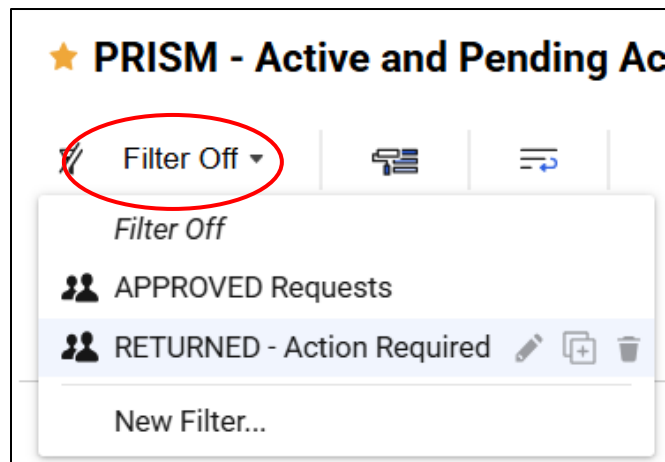 PRISM - Active and Pending Ac
Filter Off
Filter Off
APPROVED Requests
RETURNED - Action Required
New Filter...